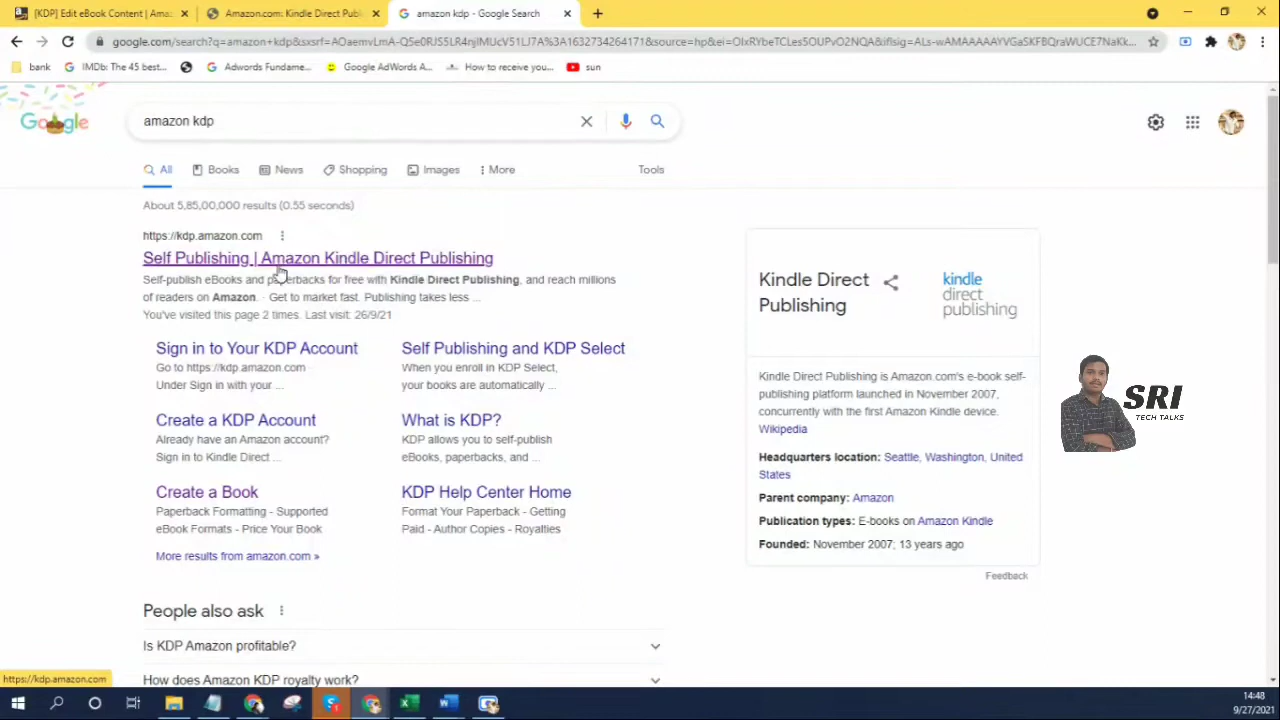 [KDP] Edit eBook Content | Ama:
Amazon.com: Kindle Direct Publi
amazon kdp - Google Search
bank
IMDb: The 45 best...
Adwords Fundame...
Google AdWords A...
How to receive you...
sun
Google
amazon kdp
All
Books
News
Shopping
Images
More
Tools
About 5,85,00,000 results (0.55 seconds)
https://kdp.amazon.com
Self Publishing | Amazon Kindle Direct Publishing
Self-publish eBooks and paperbacks for free with Kindle Direct Publishing, and reach millions
of readers on Amazon. · Get to market fast. Publishing takes less ...
You've visited this page 2 times. Last visit: 26/9/21
Sign in to Your KDP Account
Go to https://kdp.amazon.com
Under Sign in with your ...
Self Publishing and KDP Select
When you enroll in KDP Select,
your books are automatically ...
Create a KDP Account
Already have an Amazon account?
Sign in to Kindle Direct ...
What is KDP?
KDP allows you to self-publish
eBooks, paperbacks, and ...
Create a Book
Paperback Formatting - Supported
eBook Formats - Price Your Book
KDP Help Center Home
Format Your Paperback - Getting
Paid - Author Copies - Royalties
More results from amazon.com »
People also ask
Is KDP Amazon profitable?
How does Amazon KDP royalty work?
Kindle Direct
Publishing
kindle
direct
publishing
Kindle Direct Publishing is Amazon.com's e-book self-
publishing platform launched in November 2007,
concurrently with the first Amazon Kindle device.
Wikipedia
Headquarters location: Seattle, Washington, United
States
Parent company: Amazon
Publication types: E-books on Amazon Kindle
Founded: November 2007; 13 years ago
Feedback
SRI
TECH TALKS
https://kdp.amazon.com
14:48
9/27/2021